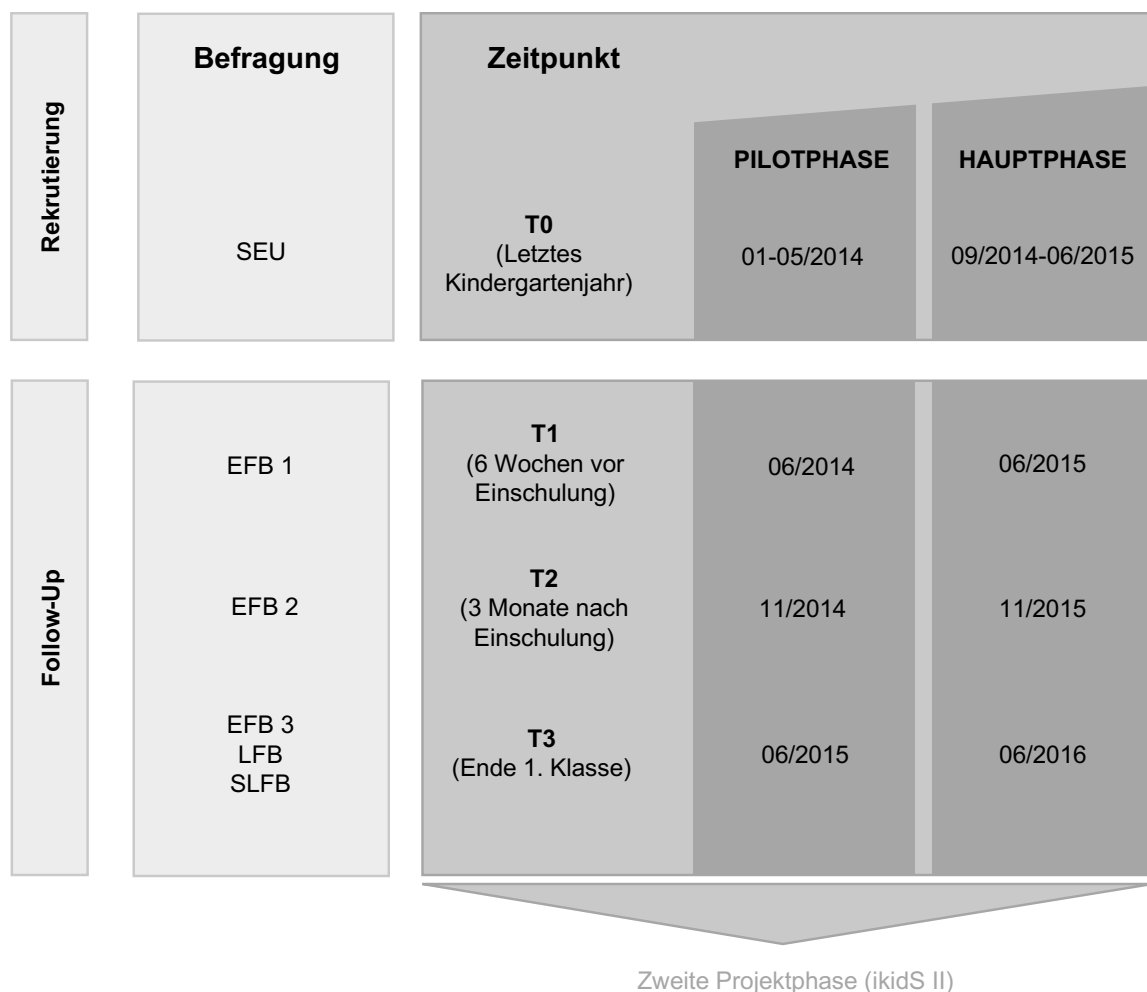 Befragung
Zeitpunkt
PILOTPHASE
HAUPTPHASE
Rekrutierung
SEU
T0
(Letztes
Kindergartenjahr)
01-05/2014
09/2014-06/2015
Follow-Up
EFB 1
T1
(6 Wochen vor
Einschulung)
06/2014
06/2015
EFB 2
T2
(3 Monate nach
Einschulung)
11/2014
11/2015
EFB 3
LFB
SLFB
T3
(Ende 1. Klasse)
06/2015
06/2016
Zweite Projektphase (ikidS II)